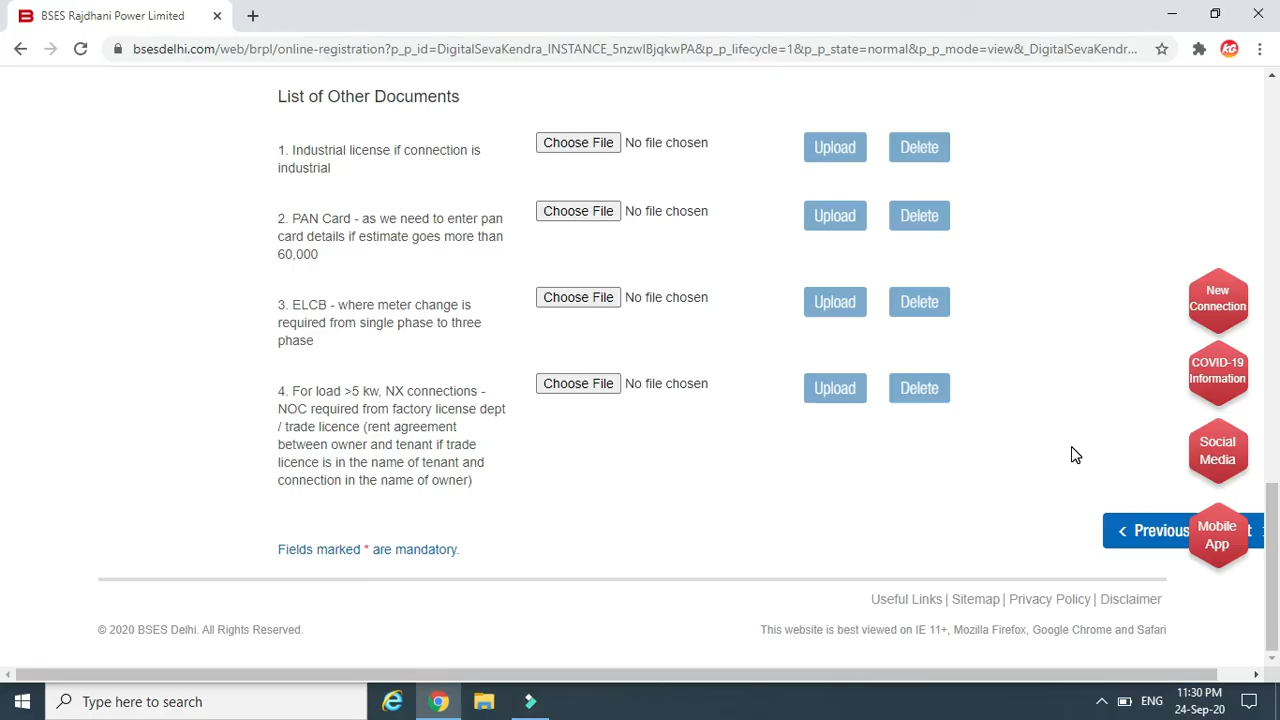 BSES Rajdhani Power Limited
bsesdelhi.com/web/brpl/online-registration?p_p_id=DigitalSevaKendra_INSTANCE_5nzwlBjqkwPA&p_p_lifecycle=1&p_p_state=normal&p_p_mode=view&_DigitalSevaKendr...
KG
List of Other Documents
1. Industrial license if connection is
industrial
Choose File No file chosen
Upload
Delete
2. PAN Card - as we need to enter pan
card details if estimate goes more than
60,000
Choose File No file chosen
Upload
Delete
3. ELCB - where meter change is
required from single phase to three
phase
Choose File No file chosen
Upload
Delete
4. For load >5 kw, NX connections -
NOC required from factory license dept
/ trade licence (rent agreement
between owner and tenant if trade
licence is in the name of tenant and
connection in the name of owner)
Choose File No file chosen
Upload
Delete
New
Connection
COVID-19
Information
Social
Media
Mobile
App
< Previous
Fields marked * are mandatory.
Useful Links | Sitemap | Privacy Policy | Disclaimer
© 2020 BSES Delhi. All Rights Reserved.
This website is best viewed on IE 11+, Mozilla Firefox, Google Chrome and Safari
Type here to search
ENG
11:30 PM
24-Sep-20